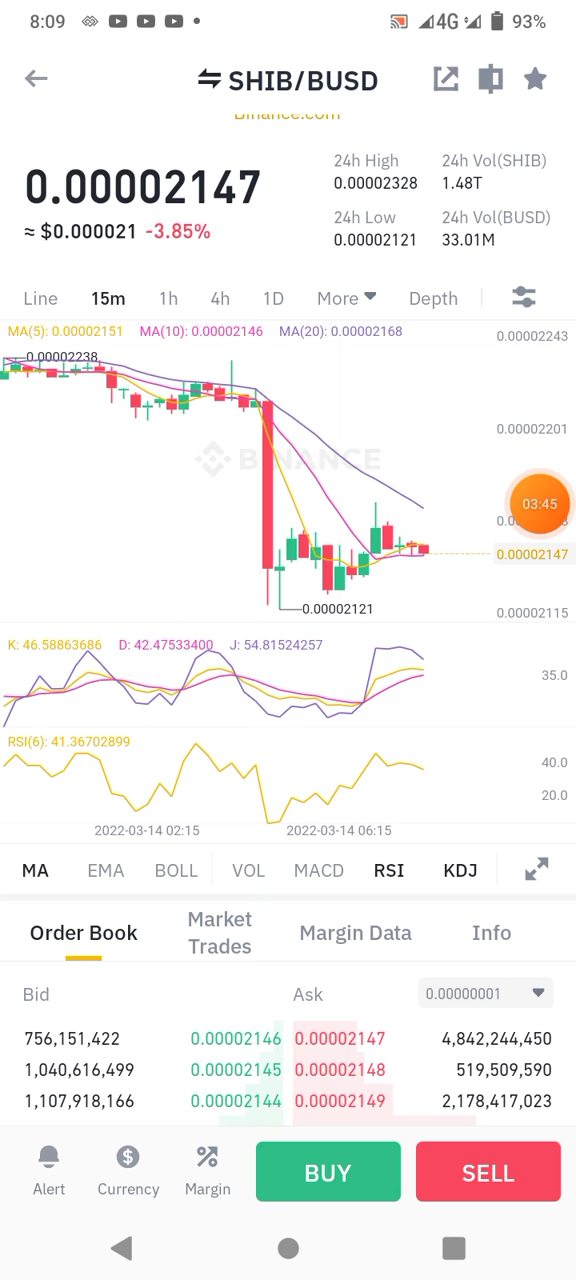 8:09 4G 93%
SHIB/BUSD
Binance.com
0.00002147
≈ $0.000021 -3.85%
24h High 24h Vol(SHIB)
0.00002328 1.48T
24h Low 24h Vol(BUSD)
0.00002121 33.01M
Line 15m 1h 4h 1D More Depth
MA(5): 0.00002151 MA(10): 0.00002146 MA(20): 0.00002168
0.00002243
0.00002238
0.00002201
BINANCE
03:45
0.00002147
0.00002121
0.00002115
K: 46.58863686 D: 42.47533400 J: 54.81524257
35.0
RSI(6): 41.36702899
40.0
20.0
2022-03-14 02:15 2022-03-14 06:15
MA EMA BOLL VOL MACD RSI KDJ
Order Book Market Trades Margin Data Info
Bid Ask 0.00000001
756,151,422 0.00002146 0.00002147 4,842,244,450
1,040,616,499 0.00002145 0.00002148 519,509,590
1,107,918,166 0.00002144 0.00002149 2,178,417,023
Alert Currency Margin BUY SELL